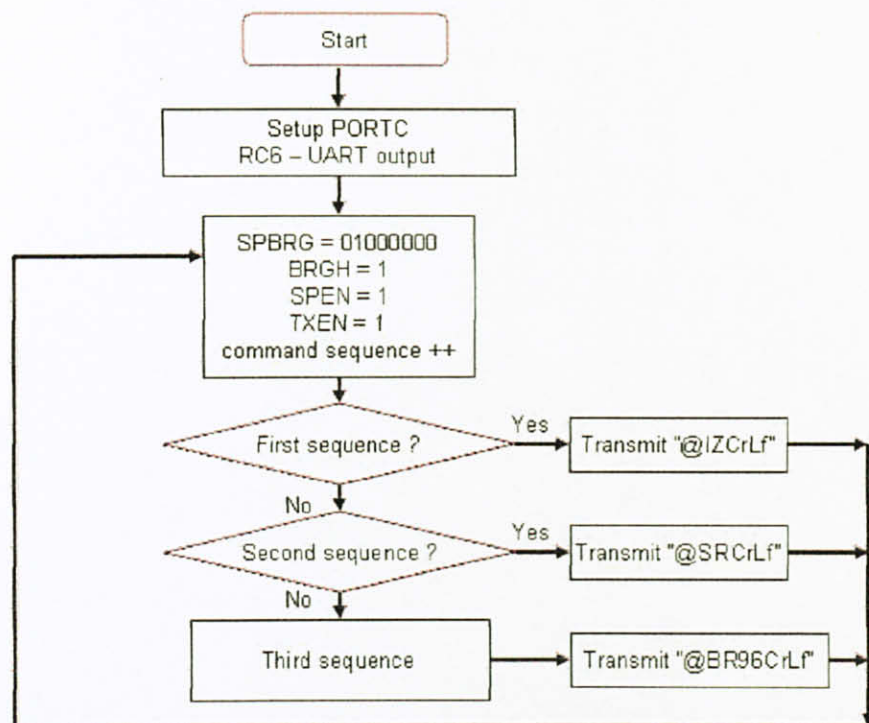 Start
Setup PORTC
RC6 – UART output
SPBRG = 01000000
BRGH = 1
SPEN = 1
TXEN = 1
command sequence ++
First sequence ?
Yes
Transmit "@IZCrLf"
No
Second sequence ?
Yes
Transmit "@SRCrLf"
No
Third sequence
Transmit "@BR96CrLf"